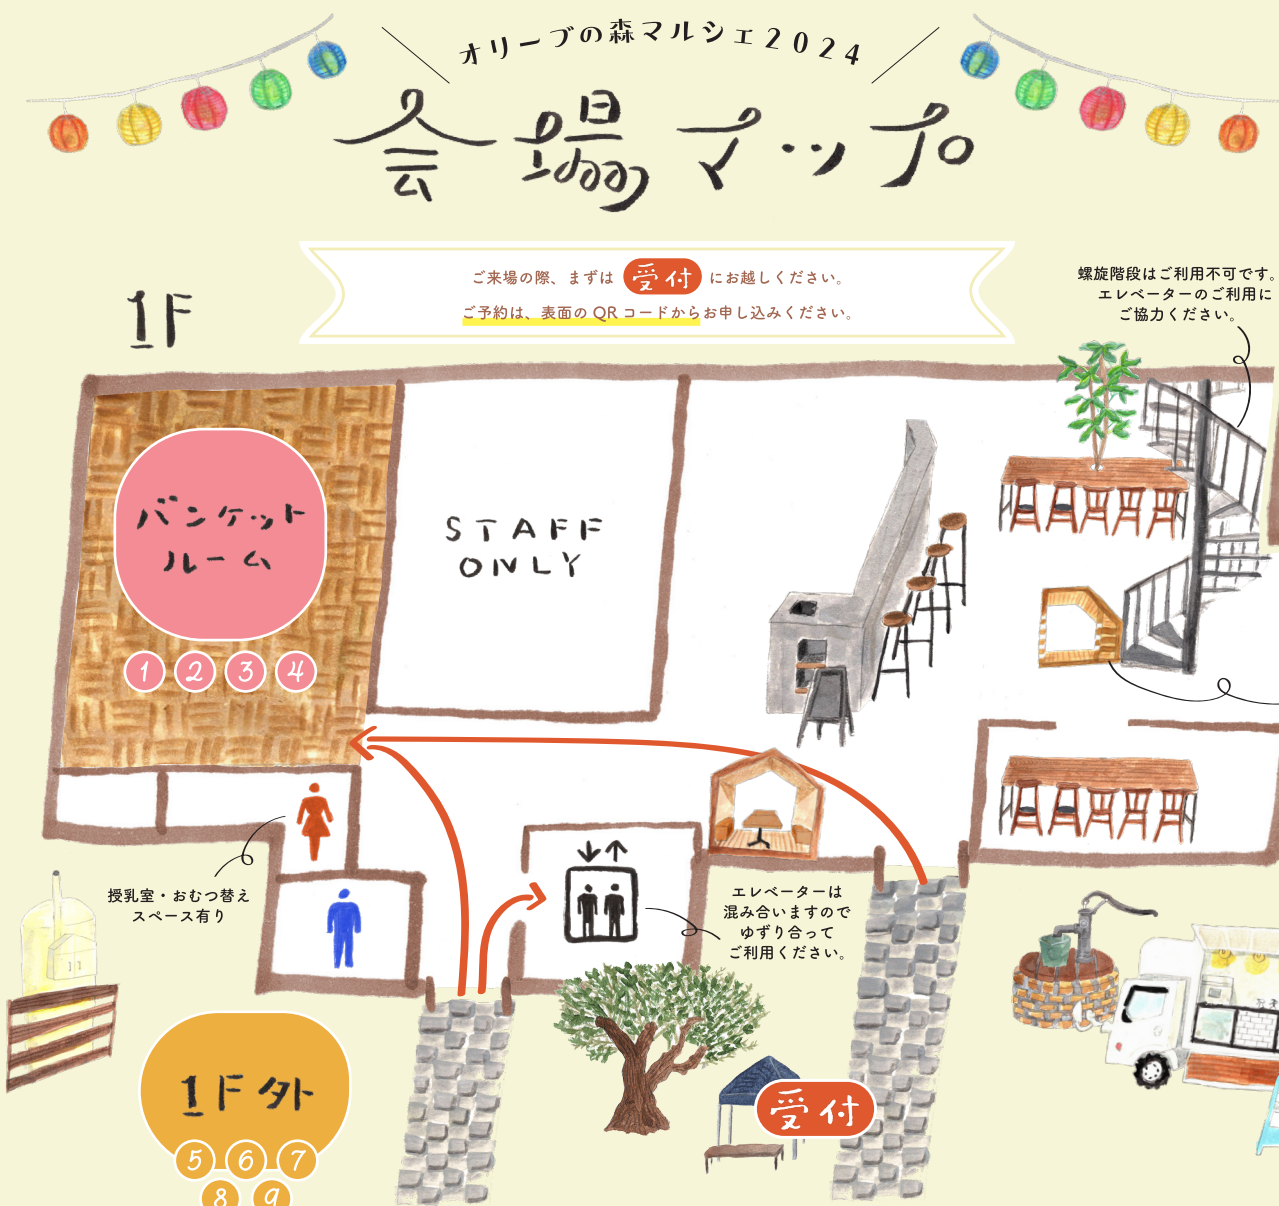 オリーブの森マルシェ2024
会場マップ
ご来場の際、まずは 受付 にお越しください。
ご予約は、表面のQRコードからお申し込みください。
1F
螺旋階段はご利用不可です。
エレベーターのご利用に
ご協力ください。
バンケット
ルーム
1 2 3 4
STAFF
ONLY
授乳室・おむつ替え
スペース有り
エレベーターは
混み合いますので
ゆずり合って
ご利用ください。
1F外
5 6 7
8 9
受付